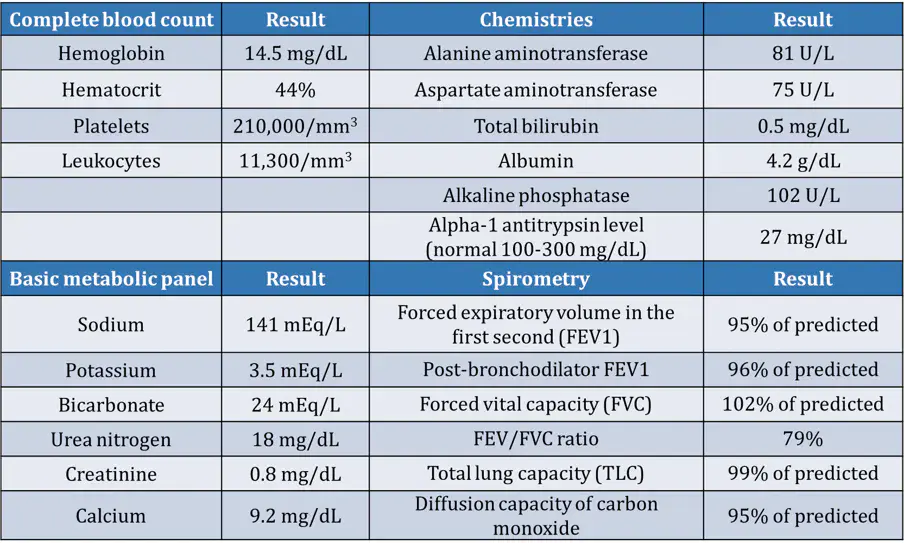 Complete blood count Result Chemistries Result
Hemoglobin 14.5 mg/dL Alanine aminotransferase 81 U/L
Hematocrit 44% Aspartate aminotransferase 75 U/L
Platelets 210,000/mm³ Total bilirubin 0.5 mg/dL
Leukocytes 11,300/mm³ Albumin 4.2 g/dL
Alkaline phosphatase 102 U/L
Alpha-1 antitrypsin level
(normal 100-300 mg/dL) 27 mg/dL
Basic metabolic panel Result Spirometry Result
Sodium 141 mEq/L Forced expiratory volume in the
first second (FEV1) 95% of predicted
Potassium 3.5 mEq/L Post-bronchodilator FEV1 96% of predicted
Bicarbonate 24 mEq/L Forced vital capacity (FVC) 102% of predicted
Urea nitrogen 18 mg/dL FEV/FVC ratio 79%
Creatinine 0.8 mg/dL Total lung capacity (TLC) 99% of predicted
Calcium 9.2 mg/dL Diffusion capacity of carbon
monoxide 95% of predicted